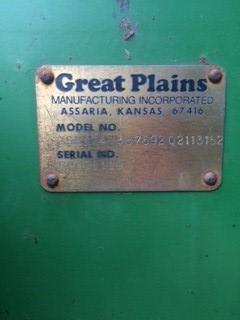 Great Plains
MANUFACTURING INCORPORATED
ASSARIA, KANSAS 67416
MODEL NO.
SERIAL NO.